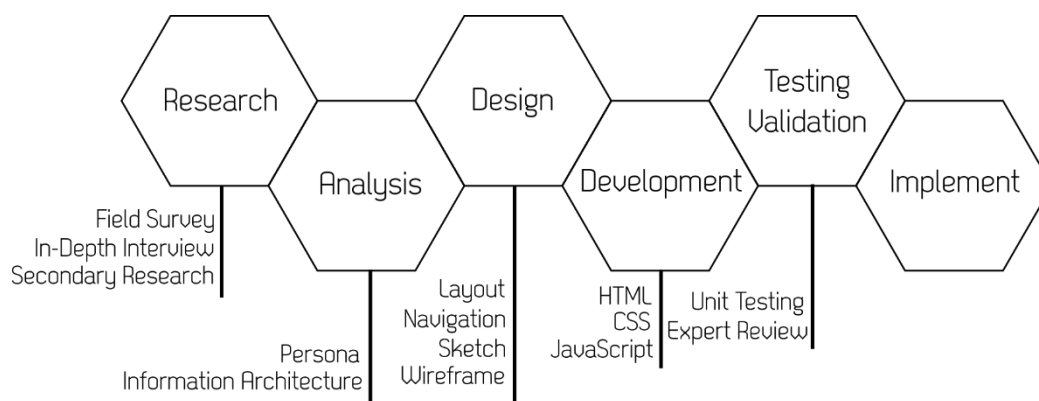 Research
Field Survey
In-Depth Interview
Secondary Research
Analysis
Persona
Information Architecture
Design
Layout
Navigation
Sketch
Wireframe
Development
HTML
CSS
JavaScript
Testing
Validation
Unit Testing
Expert Review
Implement